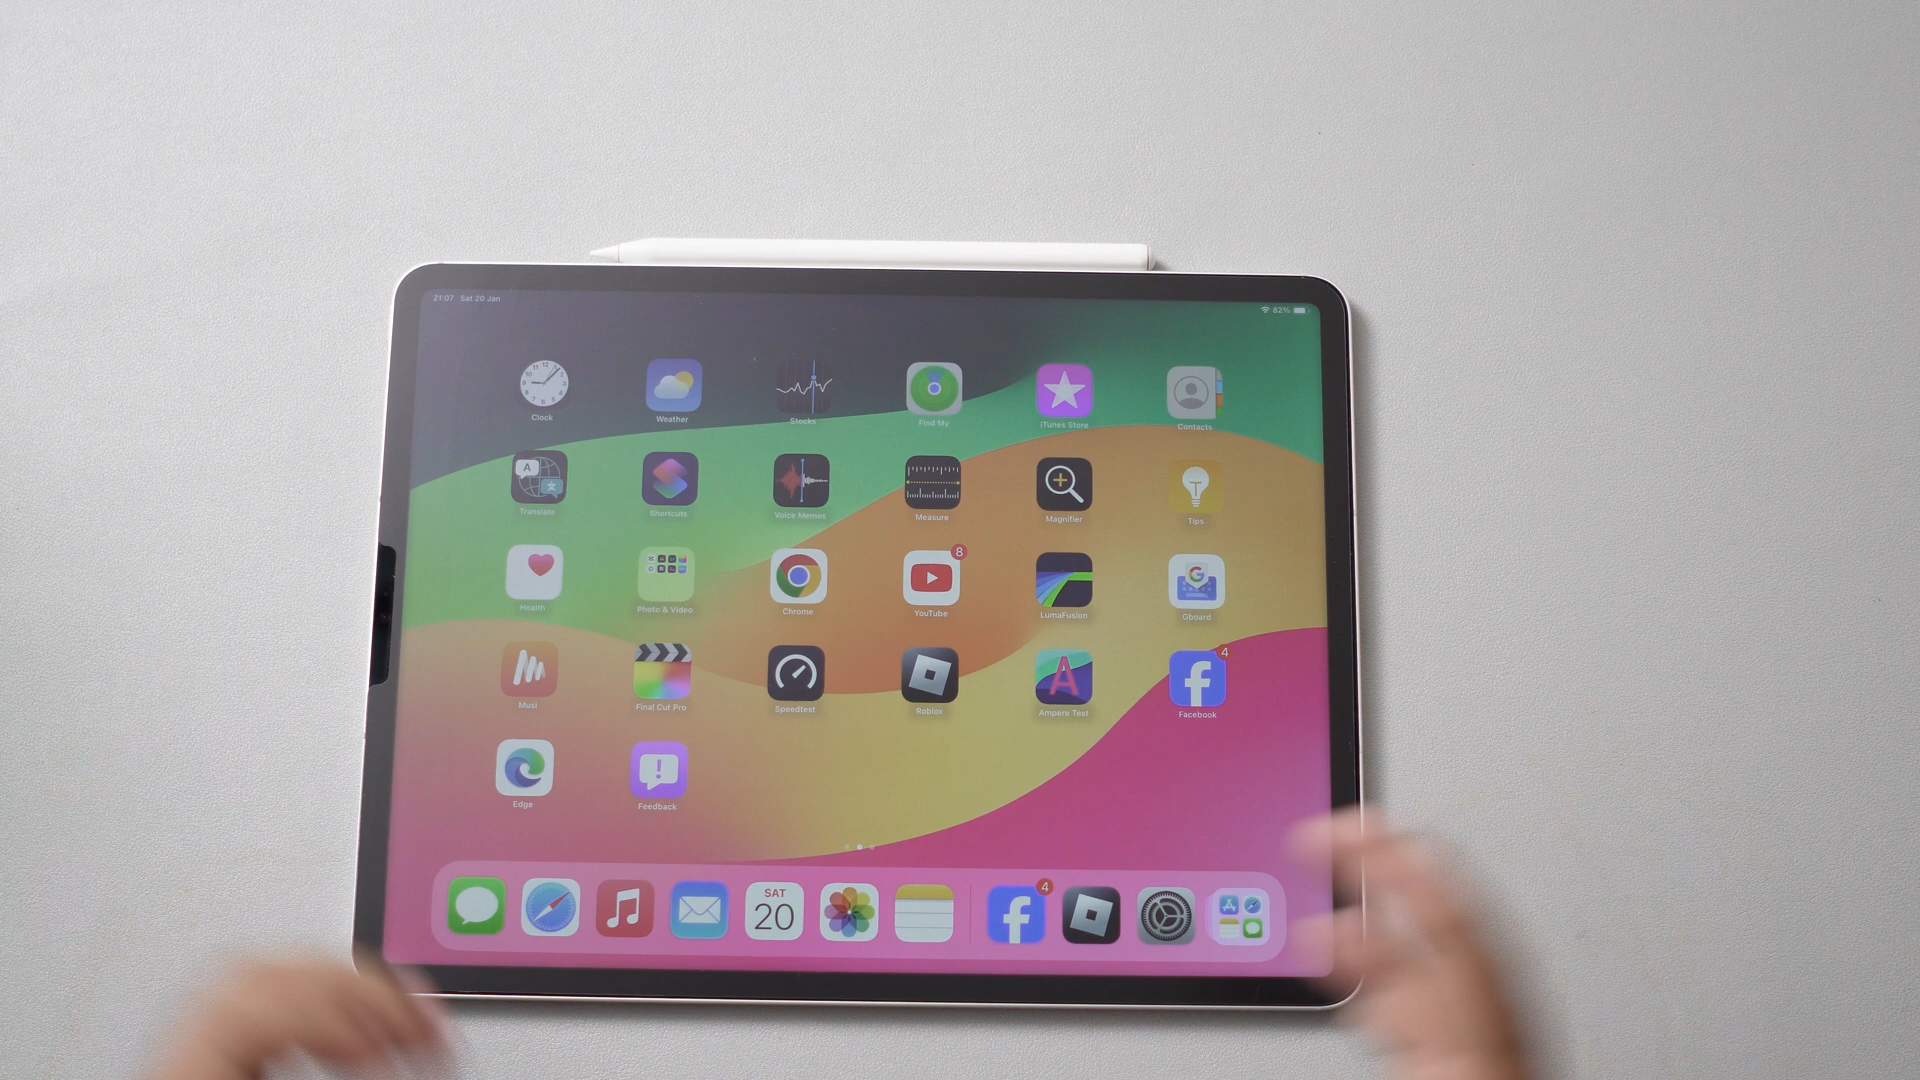 21:07 Sat 20 Jan
82%
Clock Weather Stocks Find My iTunes Store Contacts
Translate Shortcuts Voice Memos Measure Magnifier Tips
8
Health Photo & Video Chrome YouTube LumaFusion Gboard
4
Musi Final Cut Pro Speedtest Roblox Ampere Test Facebook
Edge Feedback
SAT
20
4